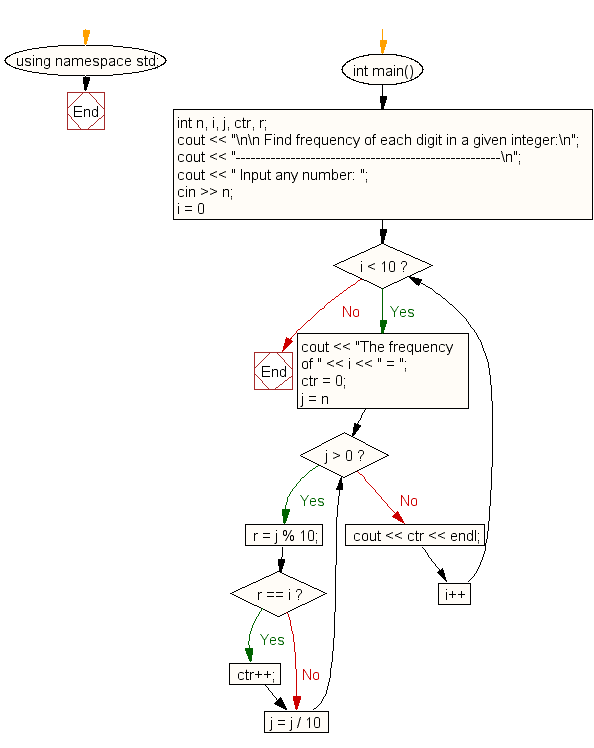 using namespace std;
End
int main()
int n, i, j, ctr, r;
cout << "\n\n Find frequency of each digit in a given integer:\n";
cout << "-----------------------------------------------------\n";
cout << " Input any number: ";
cin >> n;
i = 0
i < 10 ?
No
Yes
End
cout << "The frequency
of " << i << " = ";
ctr = 0;
j = n
j > 0 ?
Yes
No
r = j % 10;
cout << ctr << endl;
r == i ?
i++
Yes
ctr++;
No
j = j / 10